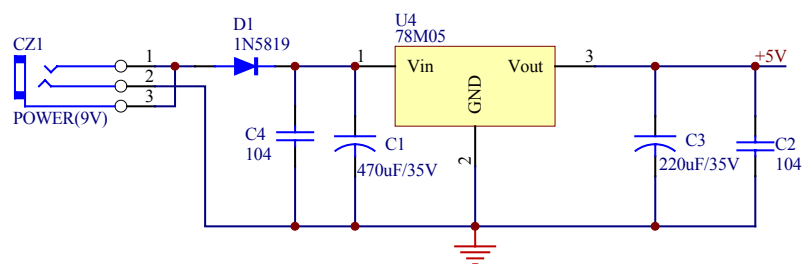 U4
78M05
D1
1N5819
CZ1
1
2
3
POWER(9V)
1
Vin
Vout
GND
2
3
+5V
C4
104
C1
470uF/35V
C3
220uF/35V
C2
104